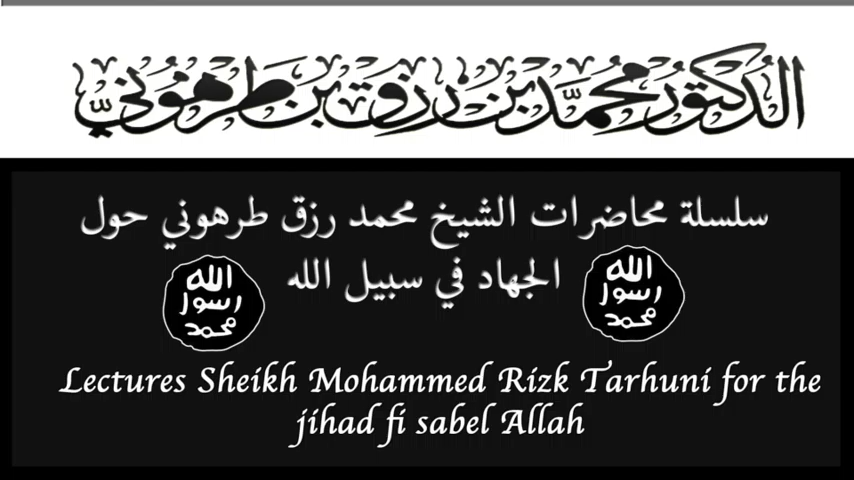 الدكتور محمد بن رزق بن طرهوني
سلسلة محاضرات الشيخ محمد رزق طرهوني حول
الجهاد في سبيل الله
الله
رسول
محمد
الله
رسول
محمد
Lectures Sheikh Mohammed Rizk Tarhuni for the
jihad fi sabel Allah